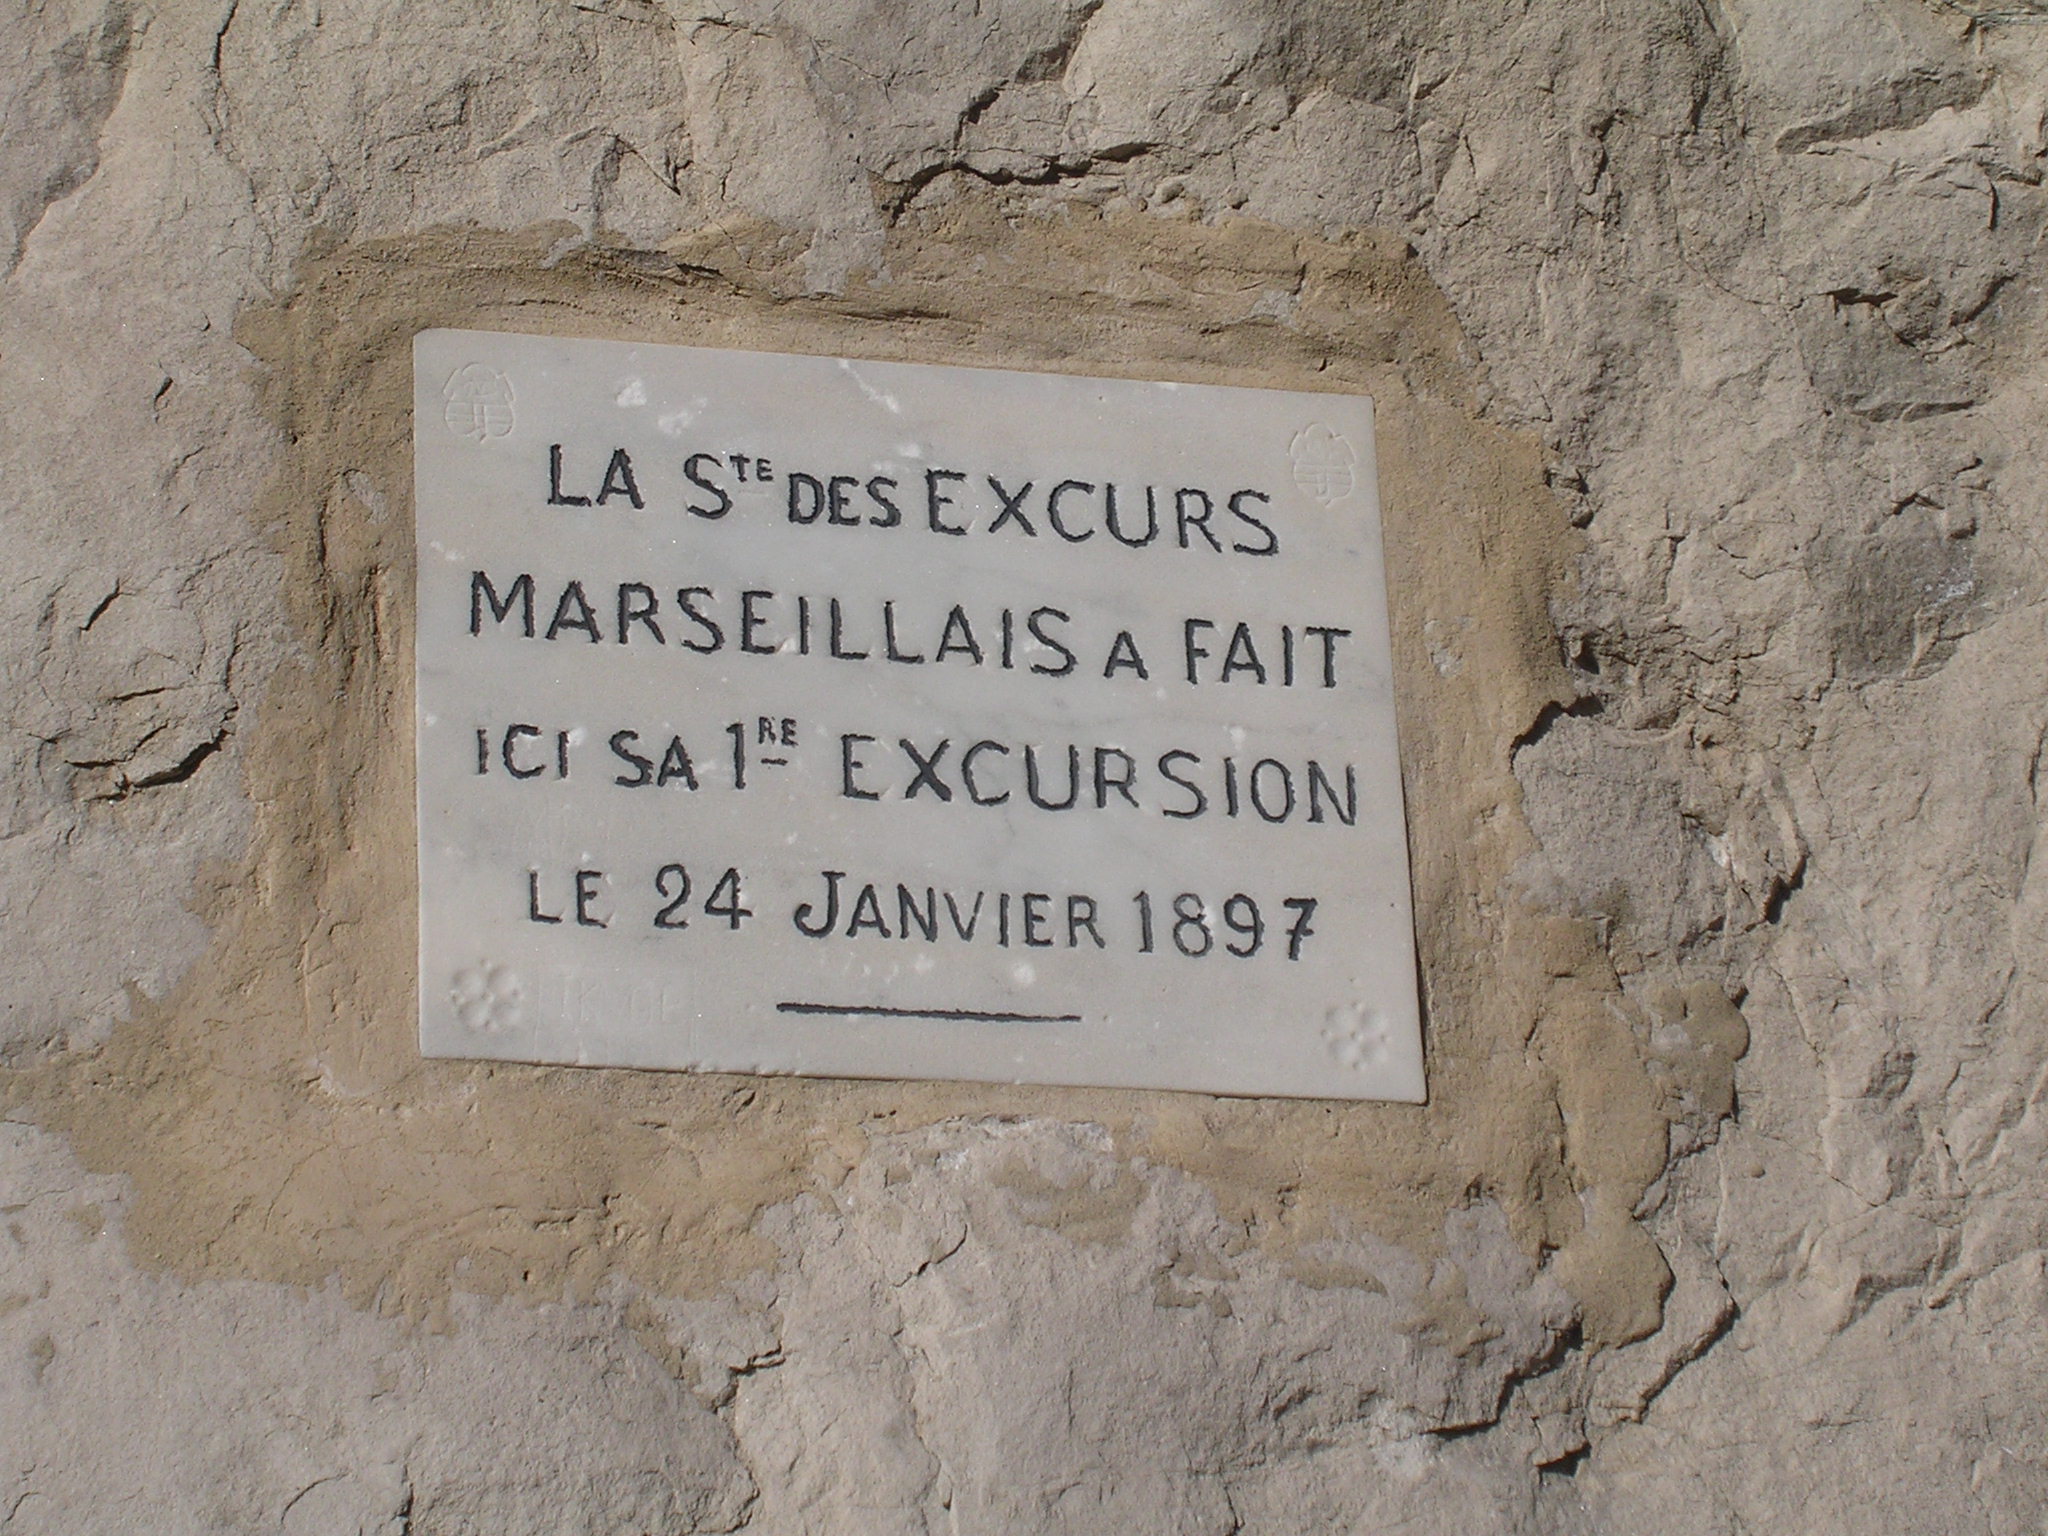 LA STE DES EXCURS
MARSEILLAIS A FAIT
ICI SA 1RE EXCURSION
LE 24 JANVIER 1897